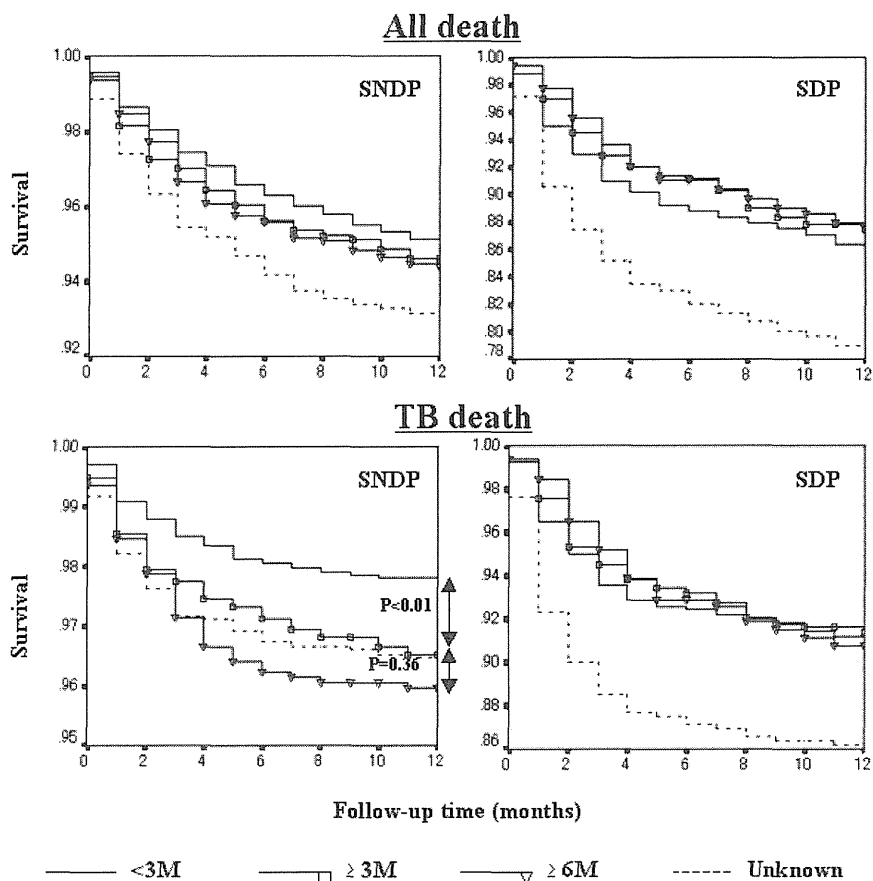 All death
SNDP
SDP
Survival
1.00
.98
.96
.94
.92
0 2 4 6 8 10 12
1.00
.98
.96
.94
.92
.90
.88
.86
.84
.82
.80
.78
0 2 4 6 8 10 12
TB death
SNDP
SDP
Survival
1.00
.99
.98
.97
.96
.95
P<0.01
P=0.36
0 2 4 6 8 10 12
1.00
.98
.96
.94
.92
.90
.88
.86
0 2 4 6 8 10 12
Follow-up time (months)
<3M ≥ 3M ≥ 6M Unknown